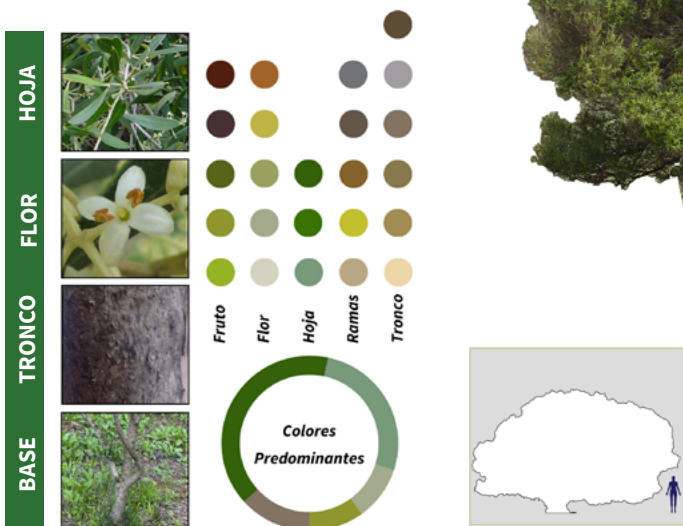 HOJA
FLOR
TRONCO
BASE
Fruto
Flor
Hoja
Ramas
Tronco
Colores
Predominantes